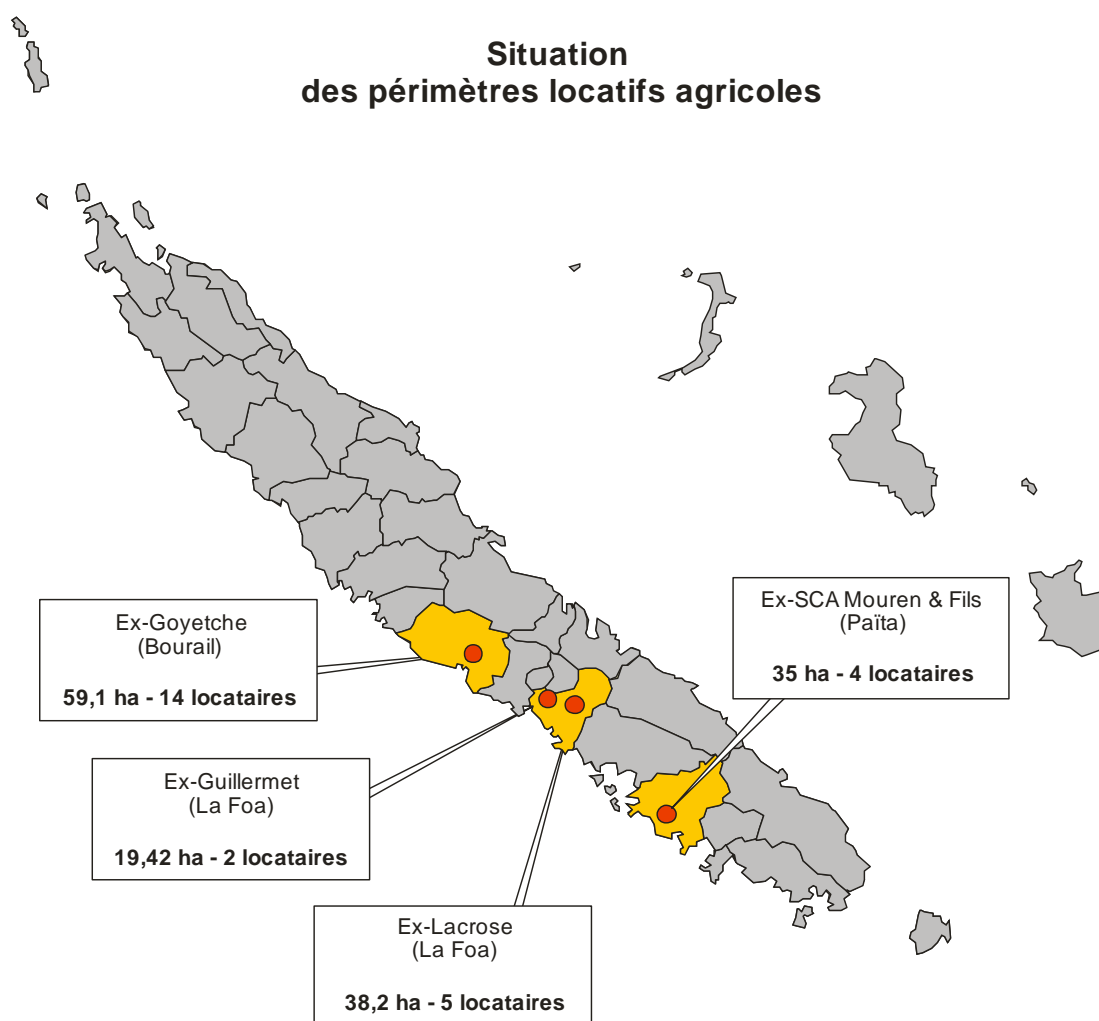 Situation
des périmètres locatifs agricoles
Ex-Goyetche
(Bourail)
59,1 ha - 14 locataires
Ex-SCA Mouren & Fils
(Païta)
35 ha - 4 locataires
Ex-Guillermet
(La Foa)
19,42 ha - 2 locataires
Ex-Lacrose
(La Foa)
38,2 ha - 5 locataires